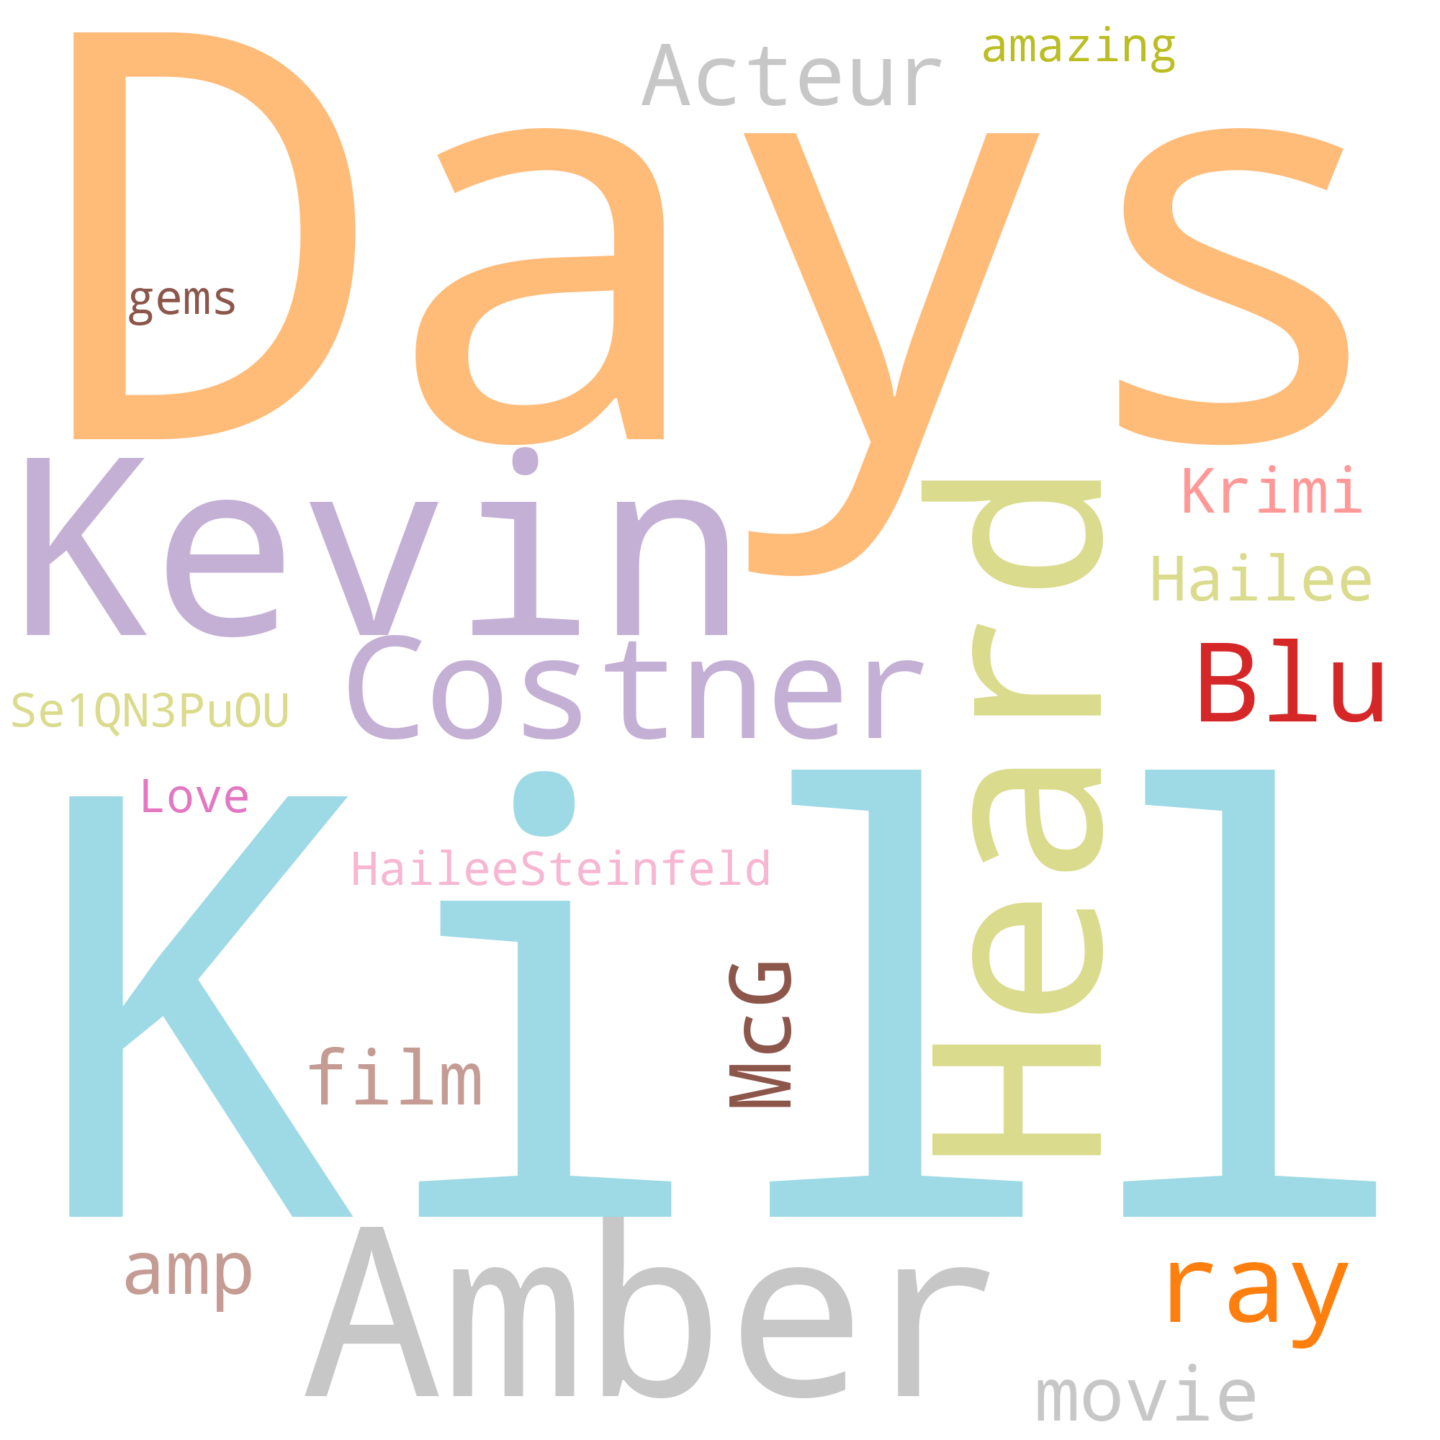 Acteur
amazing
Days
gems
Kevin
Krimi
Hailee
Heard
Costner
Blu
Se1QN3PuOU
Love
Kill
HaileeSteinfeld
McG
film
amp
Amber
ray
movie